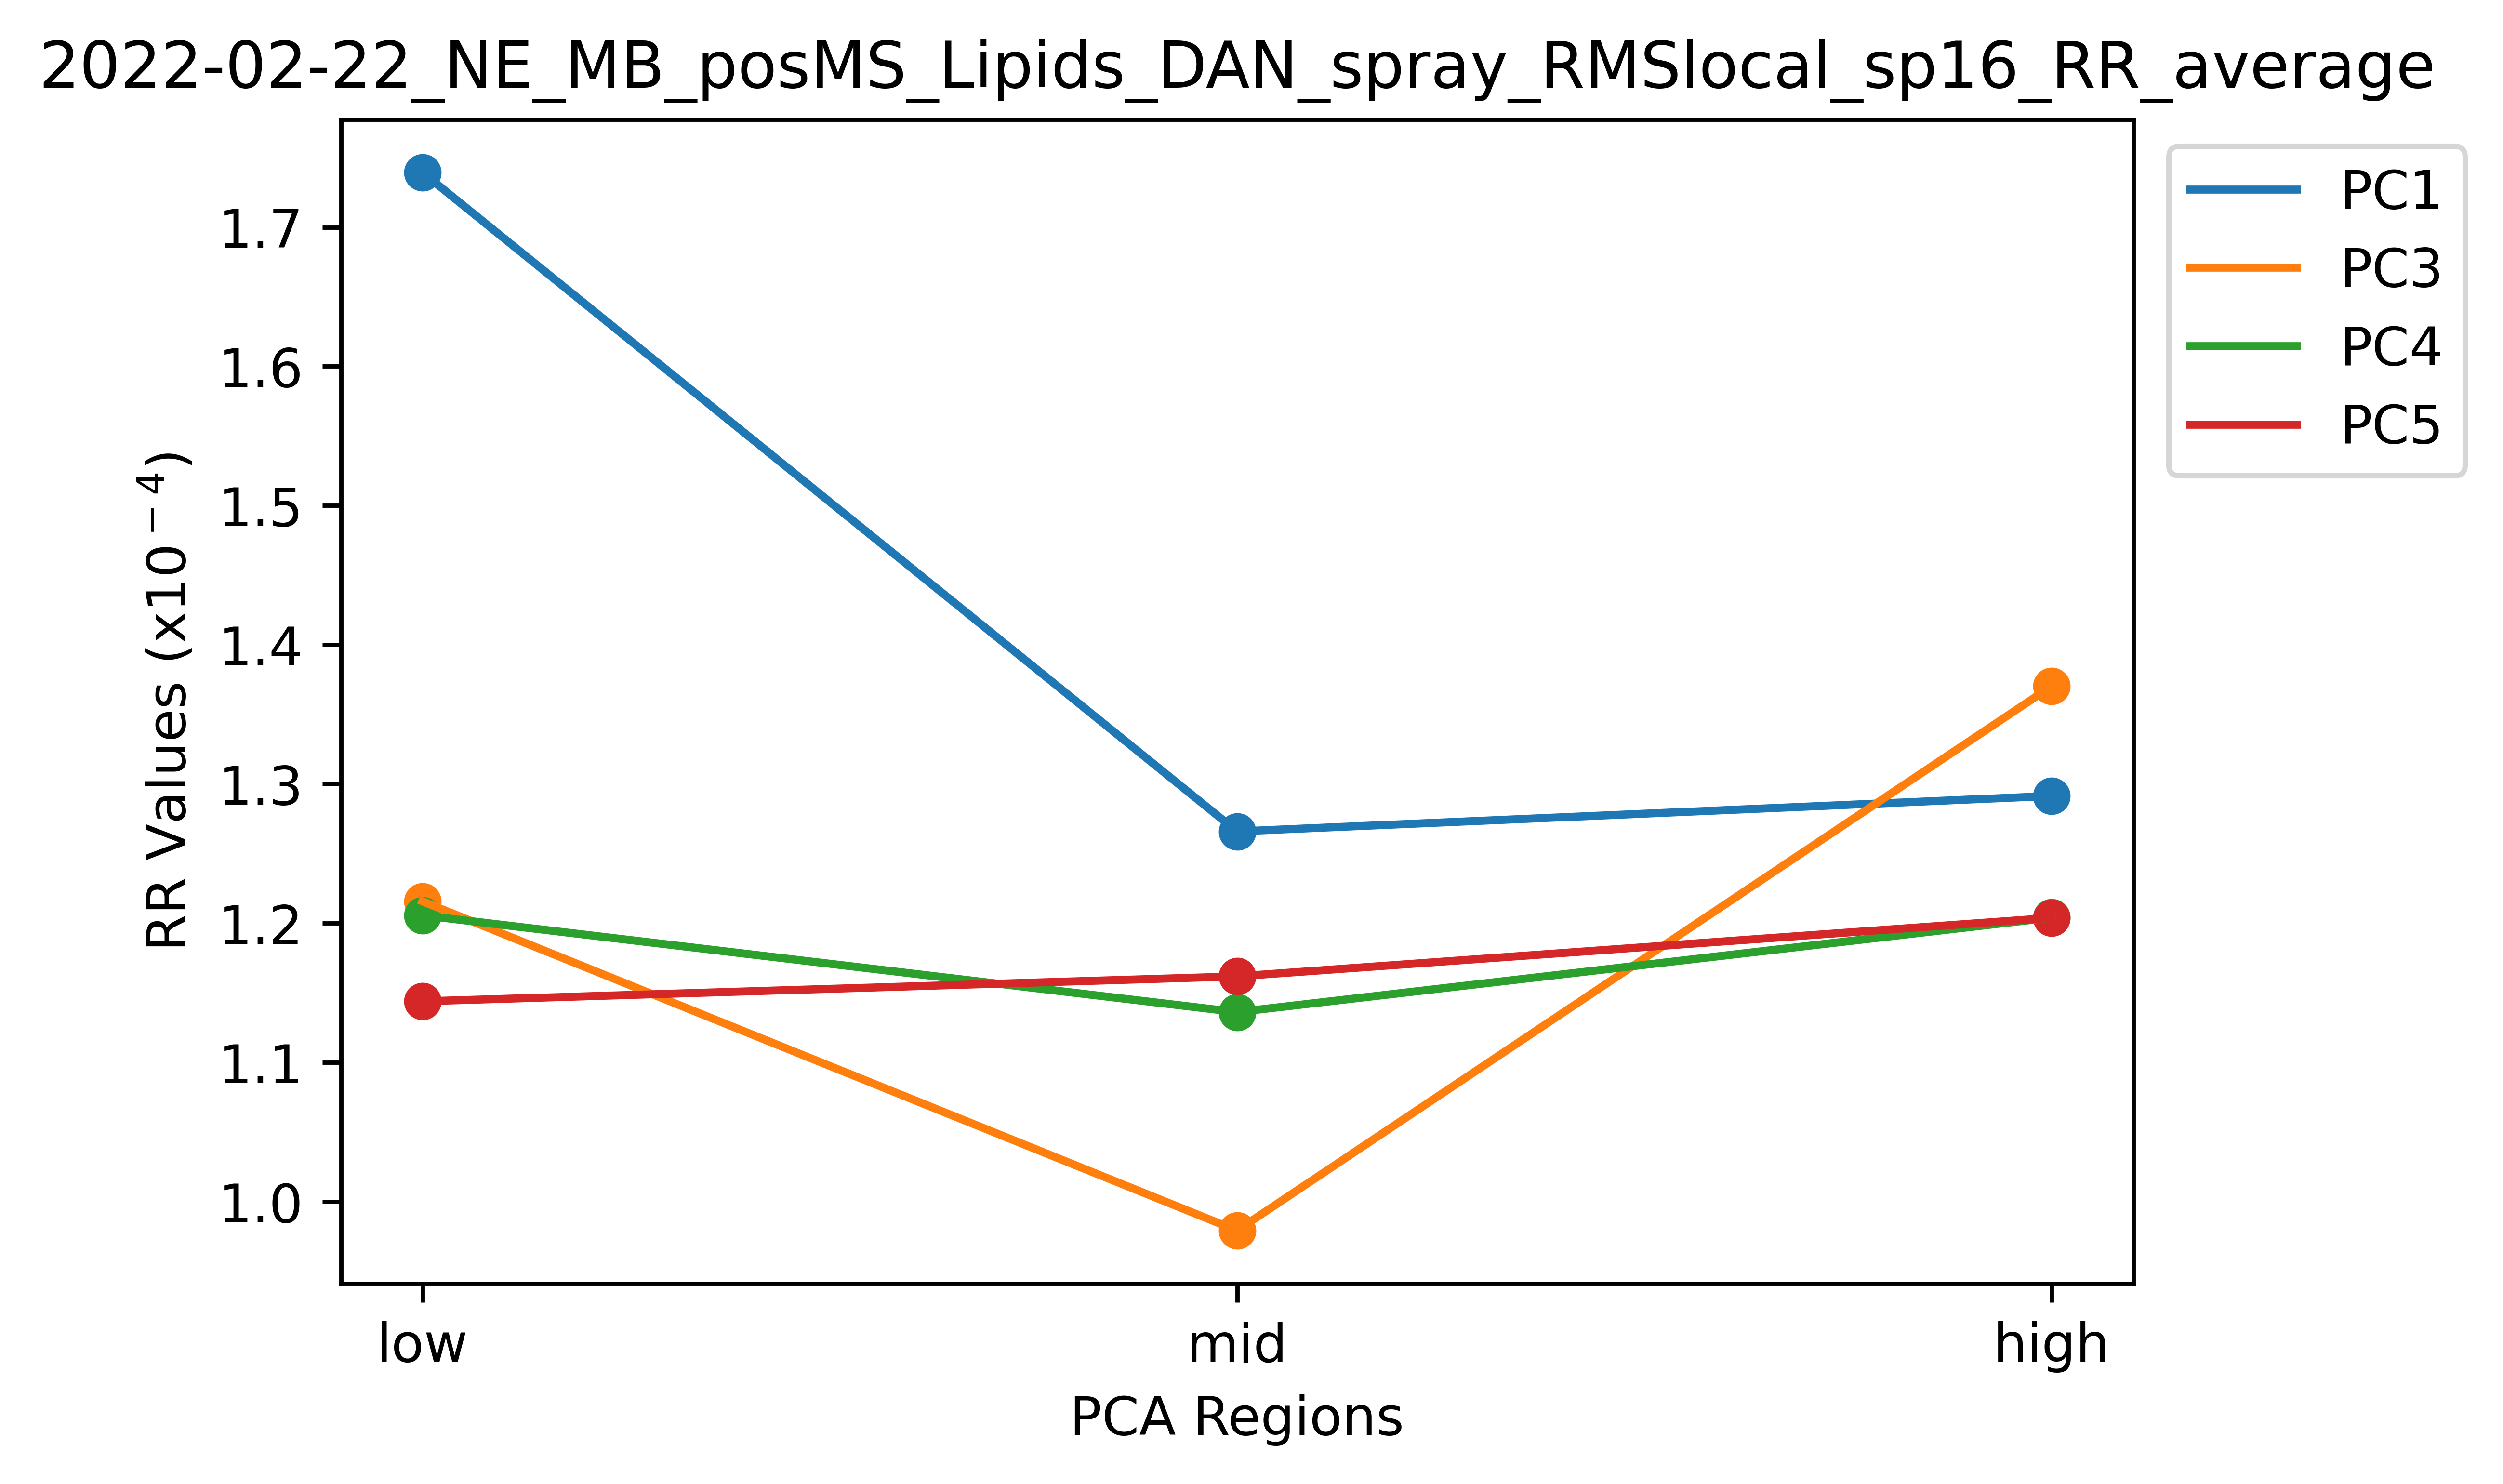 2022-02-22_NE_MB_posMS_Lipids_DAN_spray_RMSlocal_sp16_RR_average
PC1
PC3
PC4
PC5
RR Values (x10⁻⁴)
1.7
1.6
1.5
1.4
1.3
1.2
1.1
1.0
low mid high
PCA Regions